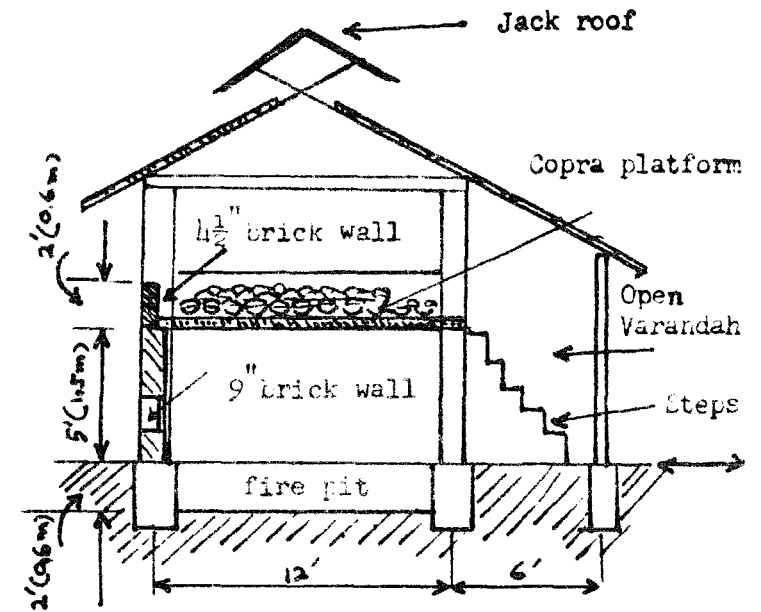 Jack roof
Copra platform
2'(0.6m)
4½" brick wall
Open
Varandah
5'(1.5m)
9" brick wall
Steps
fire pit
2'(0.6m)
12'
6'